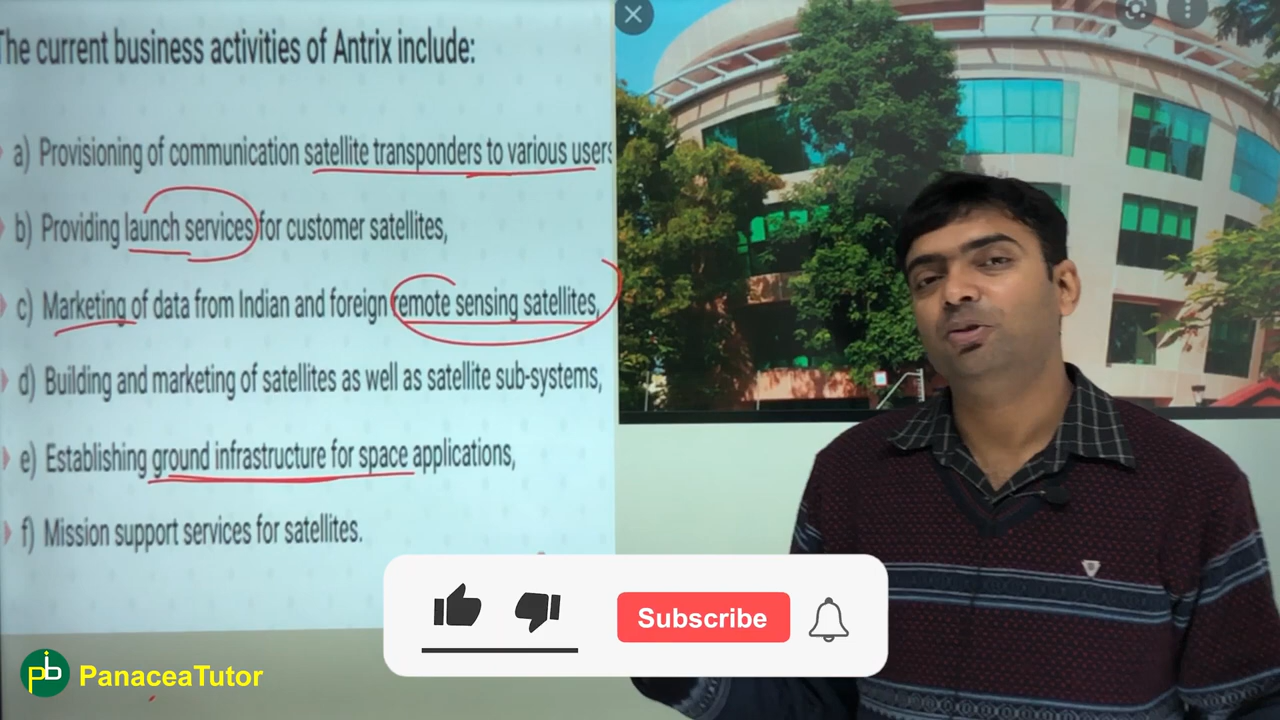 The current business activities of Antrix include:
a) Provisioning of communication satellite transponders to various users
b) Providing launch services for customer satellites,
c) Marketing of data from Indian and foreign remote sensing satellites,
d) Building and marketing of satellites as well as satellite sub-systems,
e) Establishing ground infrastructure for space applications,
f) Mission support services for satellites.
Subscribe
pb PanaceaTutor